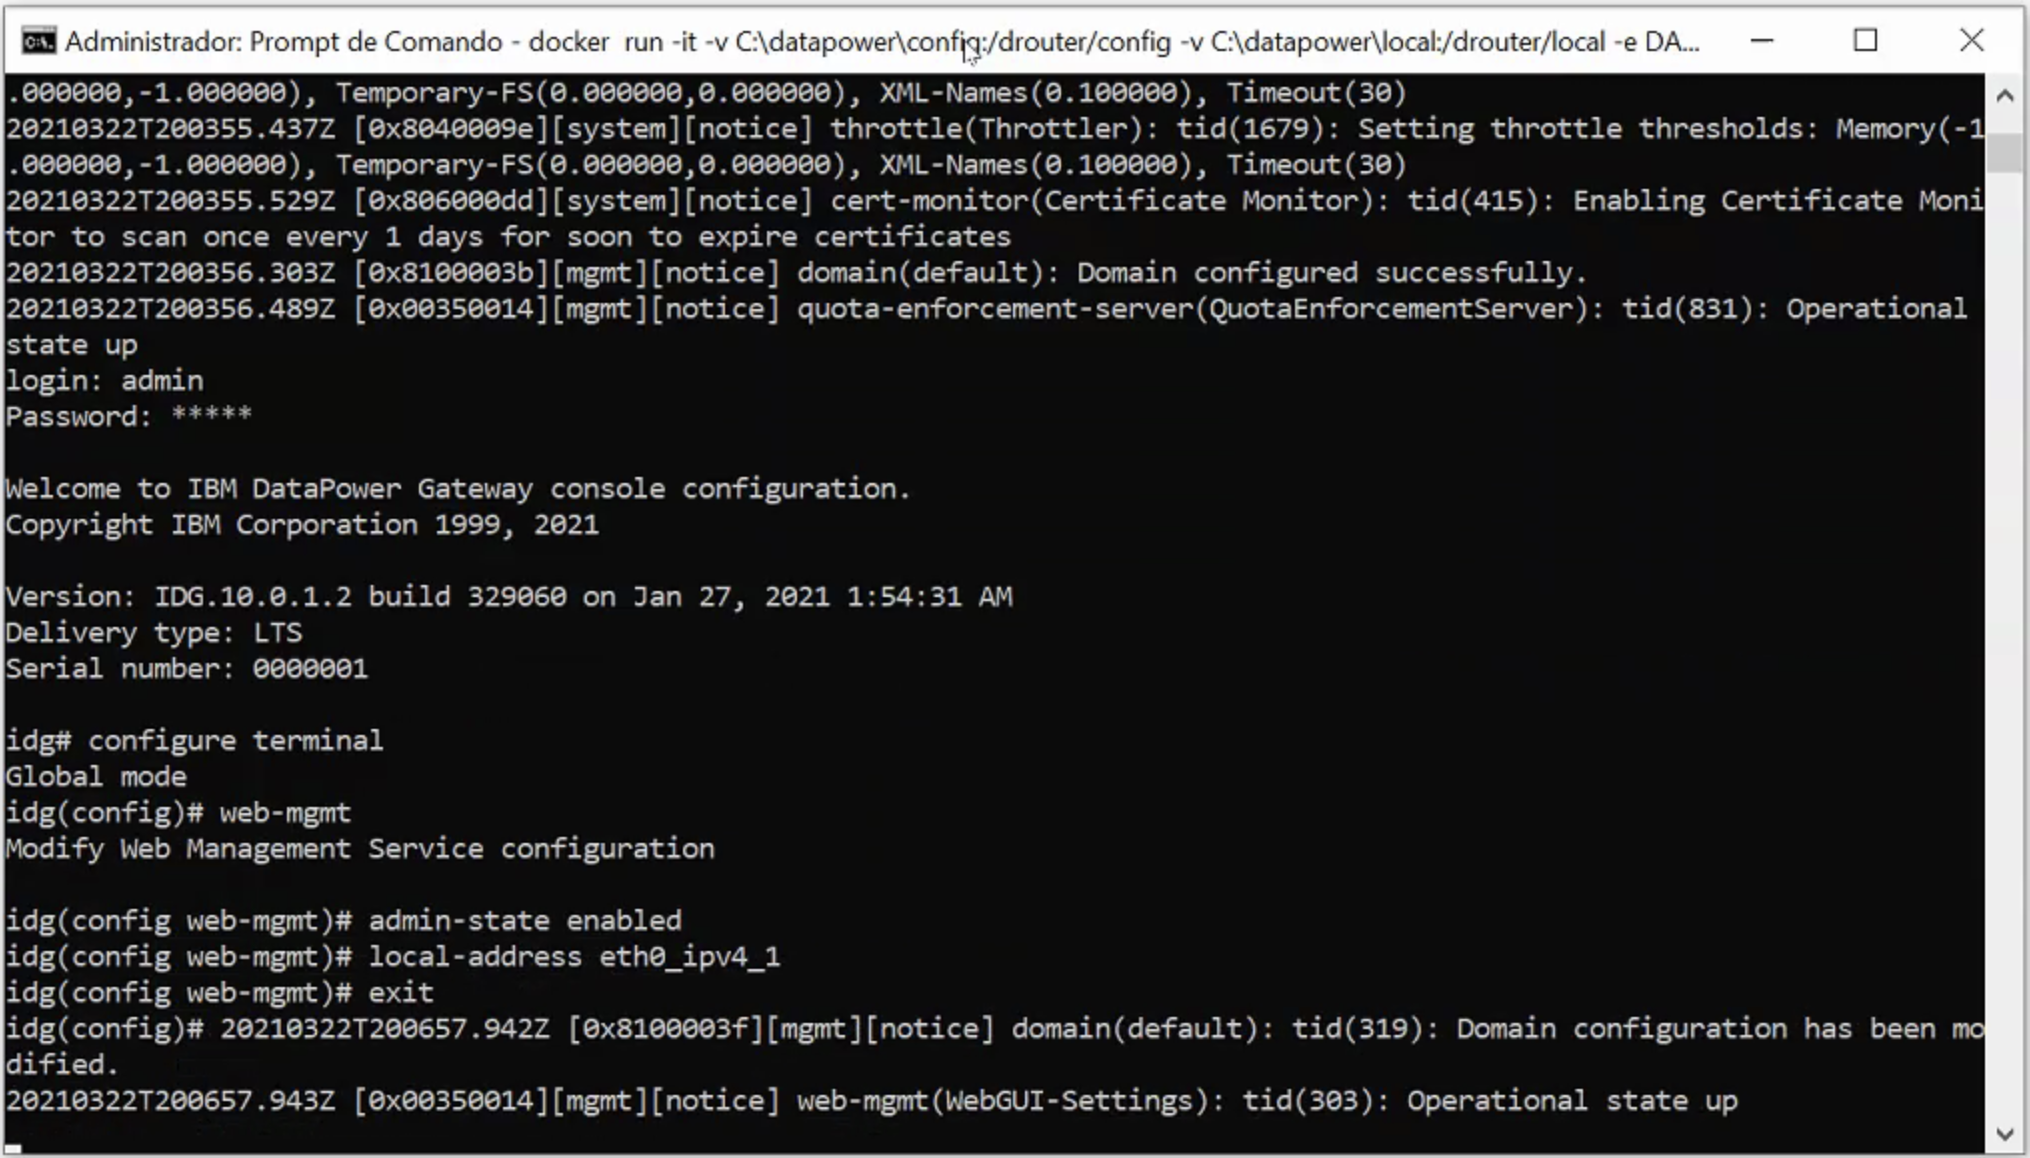 Administrador: Prompt de Comando - docker  run -it -v C:\datapower\config:/drouter/config -v C:\datapower\local:/drouter/local -e DA...
.000000,-1.000000), Temporary-FS(0.000000,0.000000), XML-Names(0.100000), Timeout(30)
20210322T200355.437Z [0x8040009e][system][notice] throttle(Throttler): tid(1679): Setting throttle thresholds: Memory(-1
.000000,-1.000000), Temporary-FS(0.000000,0.000000), XML-Names(0.100000), Timeout(30)
20210322T200355.529Z [0x806000dd][system][notice] cert-monitor(Certificate Monitor): tid(415): Enabling Certificate Moni
tor to scan once every 1 days for soon to expire certificates
20210322T200356.303Z [0x8100003b][mgmt][notice] domain(default): Domain configured successfully.
20210322T200356.489Z [0x00350014][mgmt][notice] quota-enforcement-server(QuotaEnforcementServer): tid(831): Operational
state up
login: admin
Password: *****
Welcome to IBM DataPower Gateway console configuration.
Copyright IBM Corporation 1999, 2021
Version: IDG.10.0.1.2 build 329060 on Jan 27, 2021 1:54:31 AM
Delivery type: LTS
Serial number: 0000001
idg# configure terminal
Global mode
idg(config)# web-mgmt
Modify Web Management Service configuration
idg(config web-mgmt)# admin-state enabled
idg(config web-mgmt)# local-address eth0_ipv4_1
idg(config web-mgmt)# exit
idg(config)# 20210322T200657.942Z [0x8100003f][mgmt][notice] domain(default): tid(319): Domain configuration has been mo
dified.
20210322T200657.943Z [0x00350014][mgmt][notice] web-mgmt(WebGUI-Settings): tid(303): Operational state up